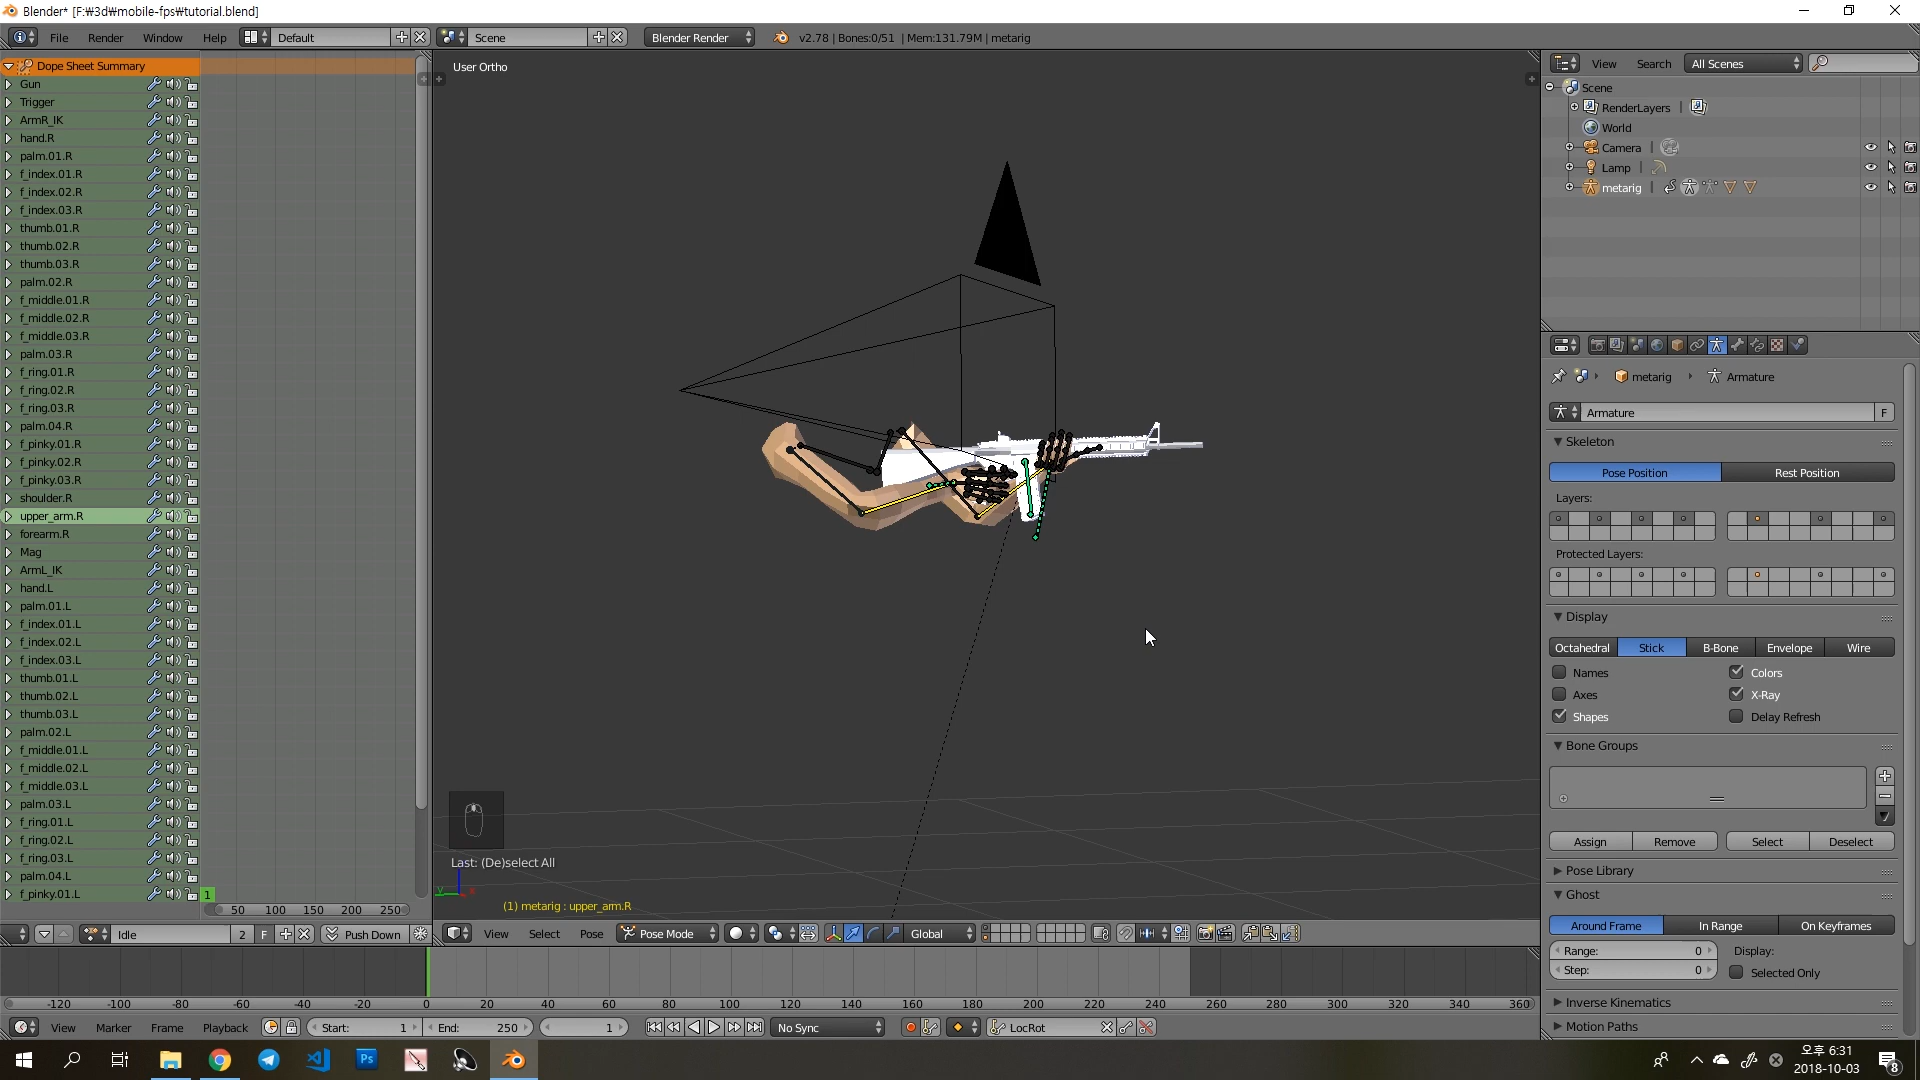 Blender* [F:₩3d₩mobile-fps₩tutorial.blend]
File Render Window Help Default Scene Blender Render v2.78 | Bones:0/51 | Mem:131.79M | metarig
Dope Sheet Summary
Gun
Trigger
ArmR_IK
hand.R
palm.01.R
f_index.01.R
f_index.02.R
f_index.03.R
thumb.01.R
thumb.02.R
thumb.03.R
palm.02.R
f_middle.01.R
f_middle.02.R
f_middle.03.R
palm.03.R
f_ring.01.R
f_ring.02.R
f_ring.03.R
palm.04.R
f_pinky.01.R
f_pinky.02.R
f_pinky.03.R
shoulder.R
upper_arm.R
forearm.R
Mag
ArmL_IK
hand.L
palm.01.L
f_index.01.L
f_index.02.L
f_index.03.L
thumb.01.L
thumb.02.L
thumb.03.L
palm.02.L
f_middle.01.L
f_middle.02.L
f_middle.03.L
palm.03.L
f_ring.01.L
f_ring.02.L
f_ring.03.L
palm.04.L
f_pinky.01.L
1
50 100 150 200 250
Idle 2 F Push Down
User Ortho
Last: (De)select All
(1) metarig : upper_arm.R
View Select Pose Pose Mode Global
View Search All Scenes
Scene
RenderLayers |
World
Camera |
Lamp |
metarig |
metarig Armature
Armature F
Skeleton
Pose Position Rest Position
Layers:
Protected Layers:
Display
Octahedral Stick B-Bone Envelope Wire
Names Colors
Axes X-Ray
Shapes Delay Refresh
Bone Groups
Assign Remove Select Deselect
Pose Library
Ghost
Around Frame In Range On Keyframes
Range: 0 Display:
Step: 0 Selected Only
Inverse Kinematics
Motion Paths
-120 -100 -80 -60 -40 -20 0 20 40 60 80 100 120 140 160 180 200 220 240 260 280 300 320 340 360
View Marker Frame Playback Start: 1 End: 250 1 No Sync LocRot
Ps
오후 6:31
2018-10-03
8